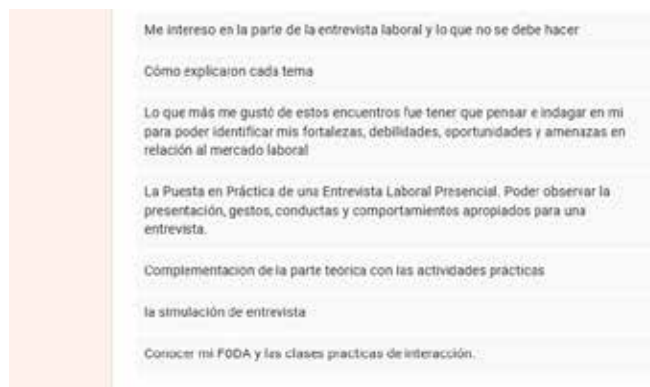 Me intereso en la parte de la entrevista laboral y lo que no se debe hacer
Cómo explicaron cada tema
Lo que más me gustó de estos encuentros fue tener que pensar e indagar en mi
para poder identificar mis fortalezas, debilidades, oportunidades y amenazas en
relación al mercado laboral
La Puesta en Práctica de una Entrevista Laboral Presencial. Poder observar la
presentación, gestos, conductas y comportamientos apropiados para una
entrevista.
Complementación de la parte teorica con las actividades prácticas
la simulación de entrevista
Conocer mi FODA y las clases practicas de interacción.